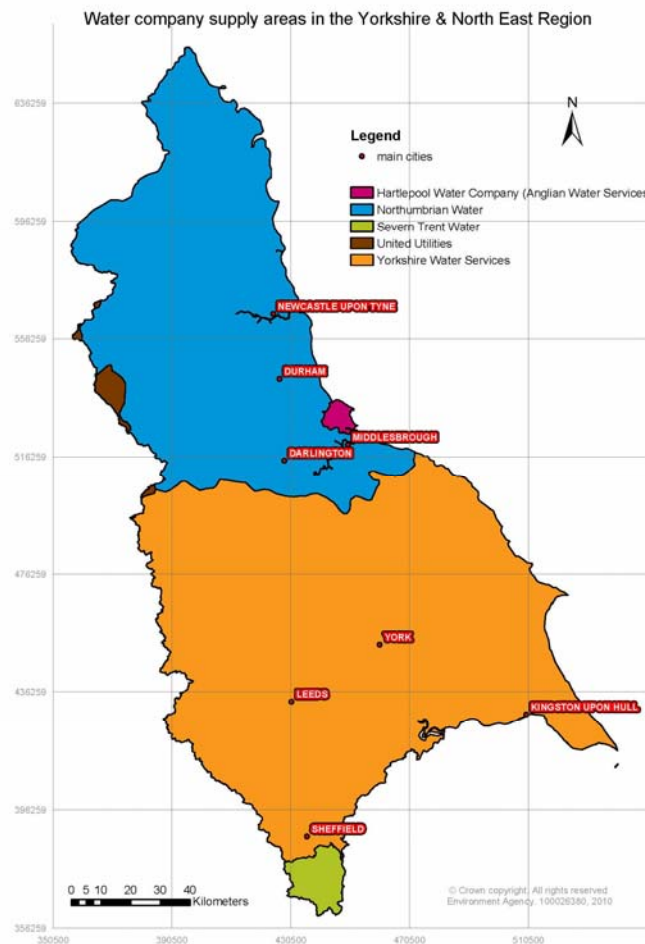 Water company supply areas in the Yorkshire & North East Region
636259
N
Legend
main cities
Hartlepool Water Company (Anglian Water Services
Northumbrian Water
596259
Severn Trent Water
United Utilities
Yorkshire Water Services
NEWCASTLE UPON TYNE
556259
DURHAM
MIDDLESBROUGH
DARLINGTON
516259
476259
YORK
436259
LEEDS
KINGSTON UPON HULL
396259
SHEFFIELD
0 5 10 20 30 40
Kilometers
© Crown copyright. All rights reserved
Environment Agency. 100026380, 2010
356259
350500 390500 430500 470500 510500